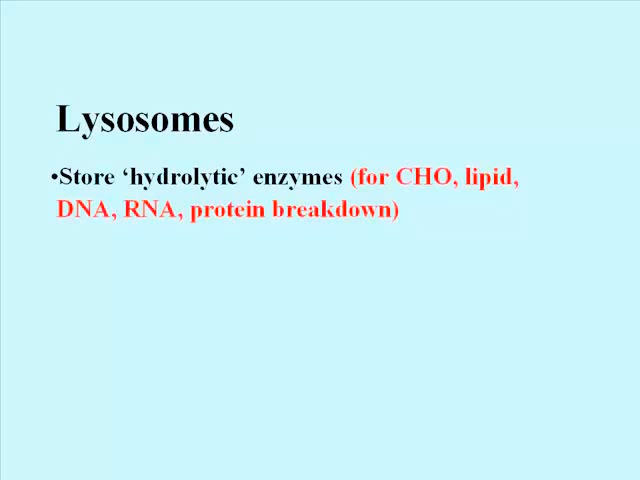 Lysosomes
•Store ‘hydrolytic’ enzymes (for CHO, lipid,
DNA, RNA, protein breakdown)